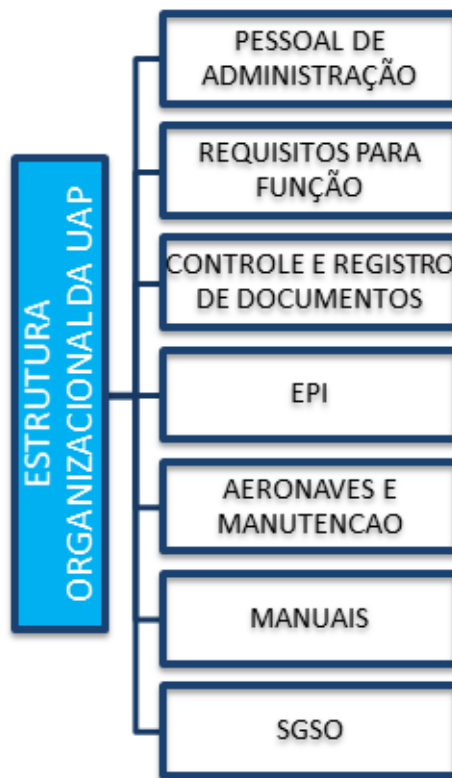 ESTRUTURA
ORGANIZACIONAL DA UAP
PESSOAL DE
ADMINISTRAÇÃO
REQUISITOS PARA
FUNÇÃO
CONTROLE E REGISTRO
DE DOCUMENTOS
EPI
AERONAVES E
MANUTENCAO
MANUAIS
SGSO